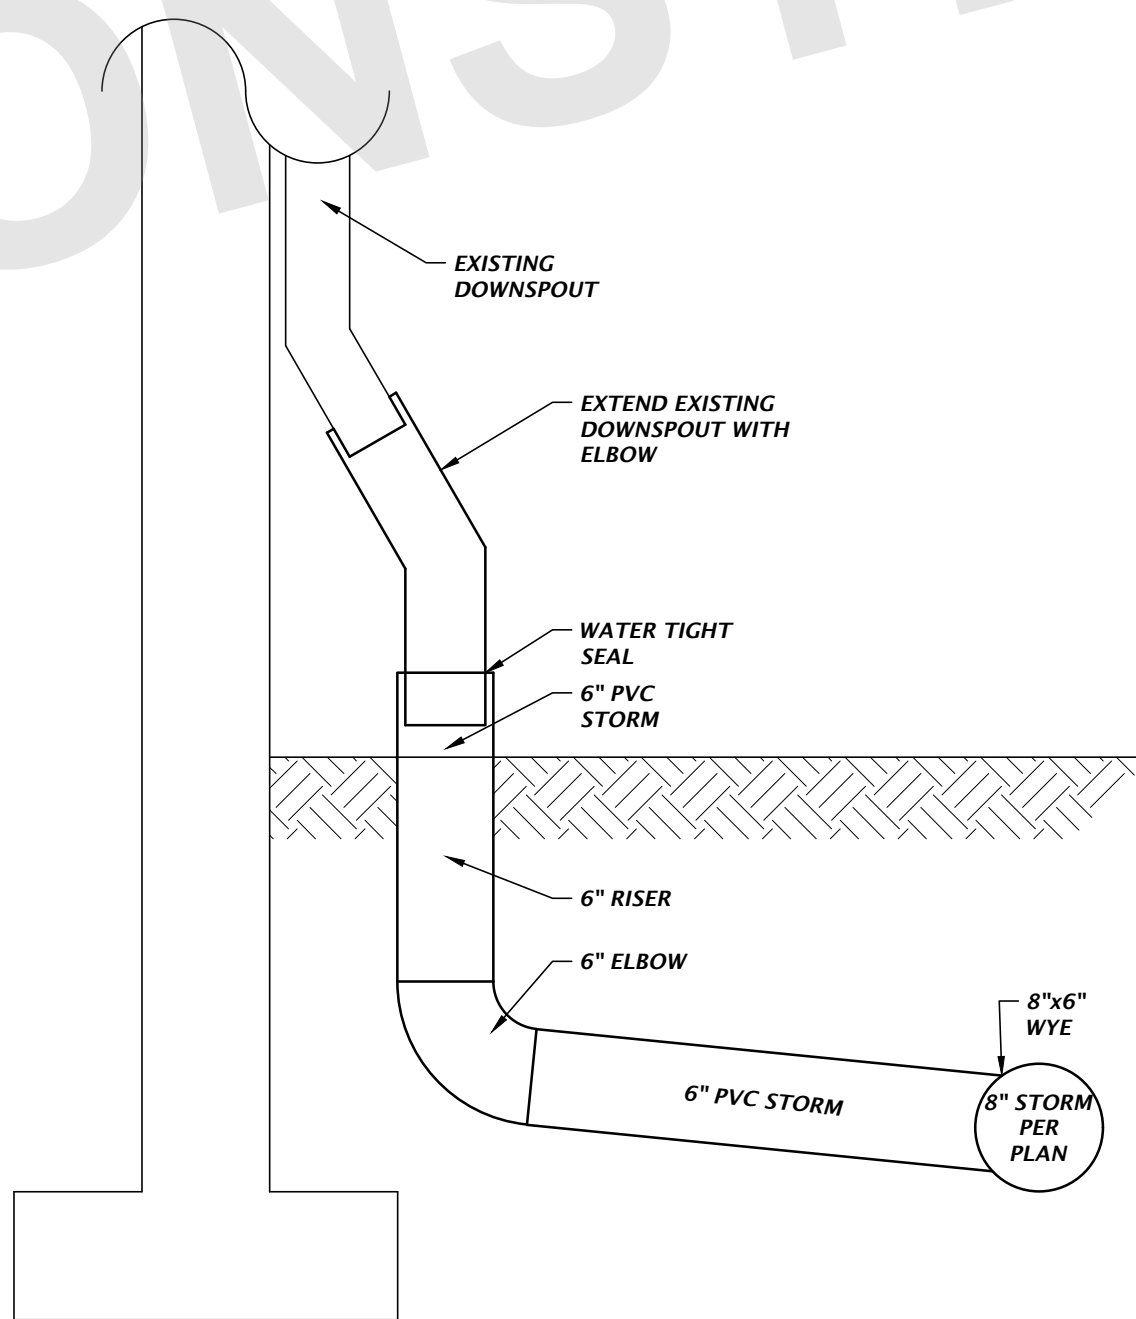 EXISTING
DOWNSPOUT
EXTEND EXISTING
DOWNSPOUT WITH
ELBOW
WATER TIGHT
SEAL
6" PVC
STORM
6" RISER
6" ELBOW
8"x6"
WYE
6" PVC STORM
8" STORM
PER
PLAN